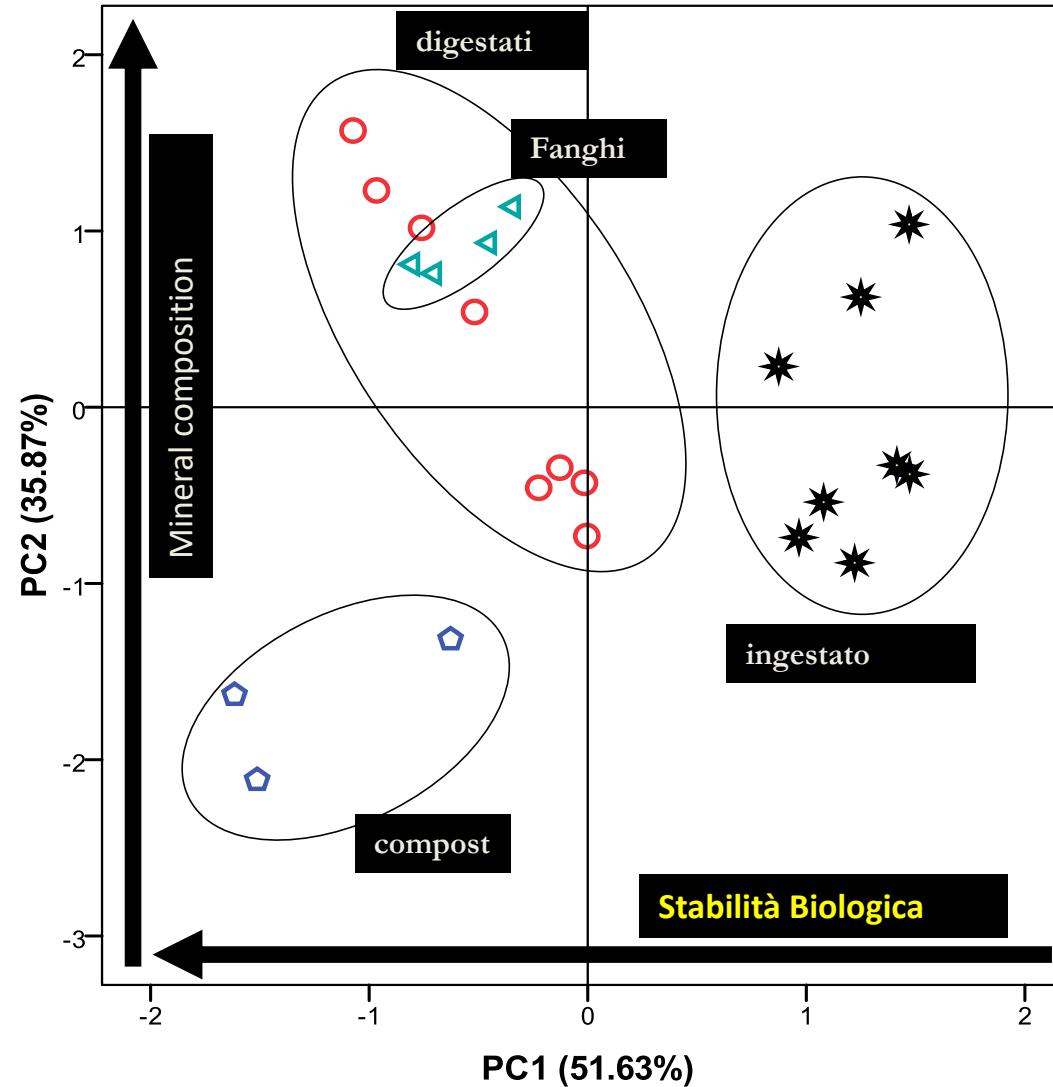 digestati
Fanghi
Mineral composition
ingestato
compost
Stabilità Biologica
PC2 (35.87%)
2
1
0
-1
-2
-3
-2
-1
0
1
2
PC1 (51.63%)